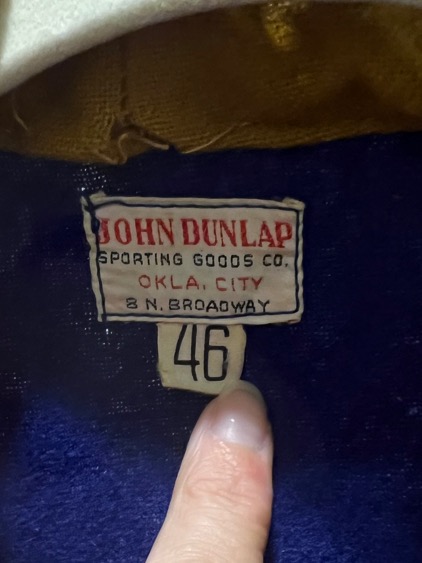 JOHN DUNLAP
SPORTING GOODS CO.
OKLA. CITY
8 N. BROADWAY
46